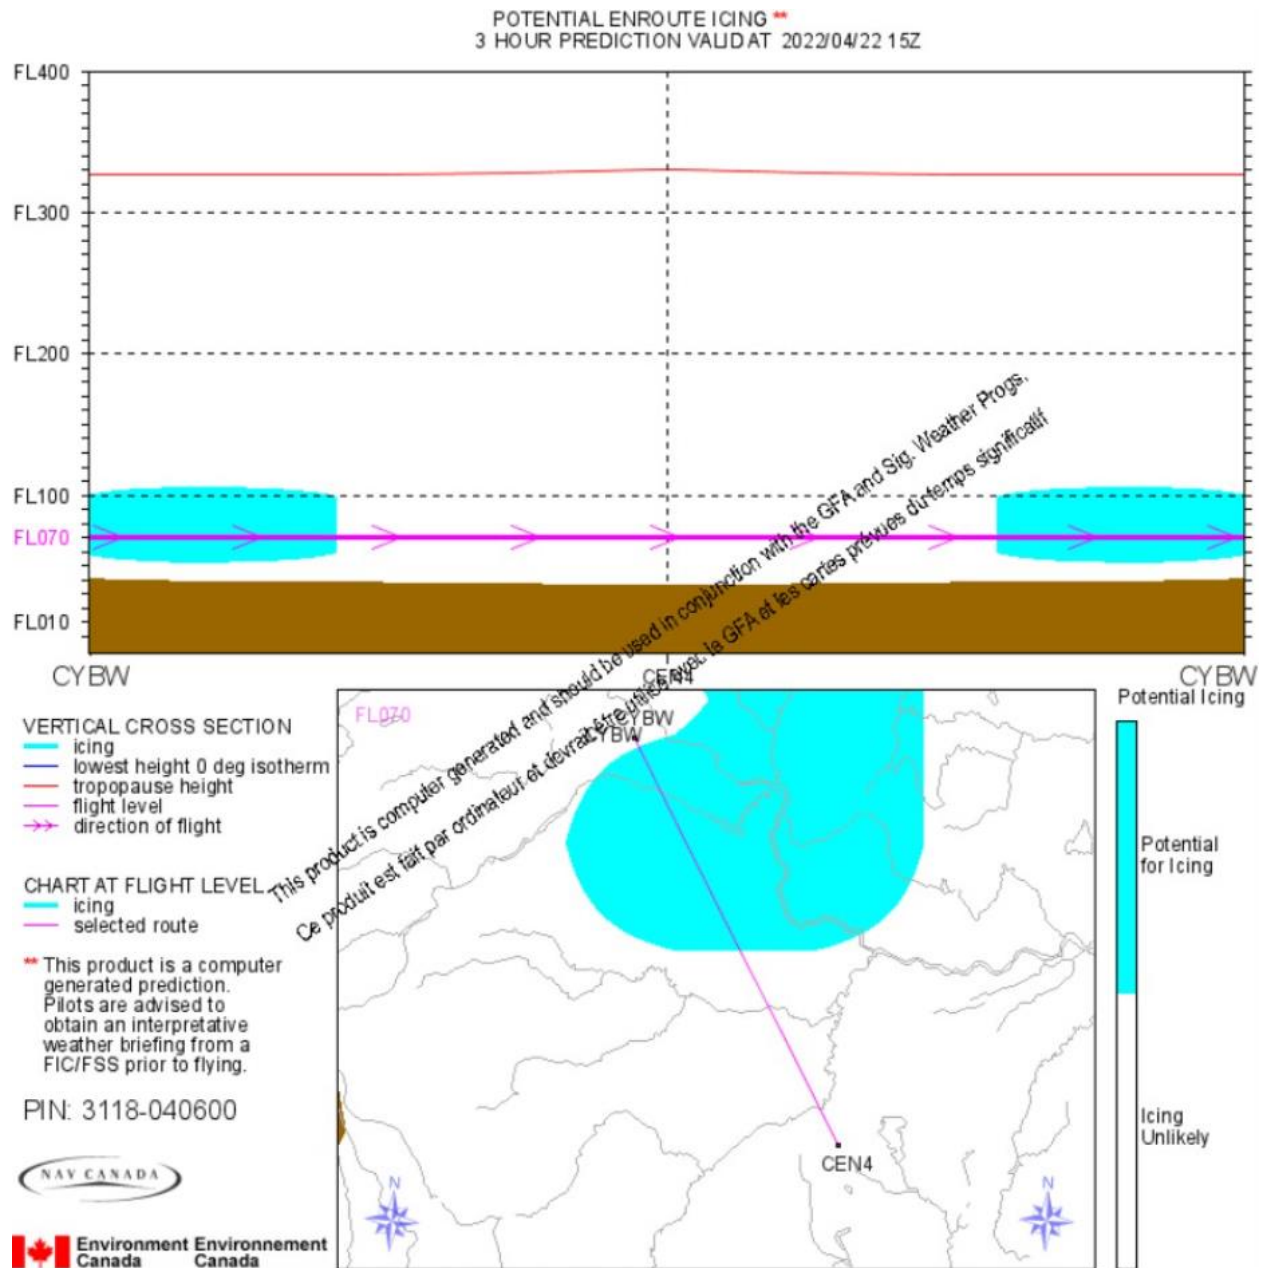 POTENTIAL ENROUTE ICING **
3 HOUR PREDICTION VALID AT 2022/04/22 15Z
FL400
FL300
FL200
FL100
FL070
FL010
CYBW
CEN4
CYBW
This product is computer generated and should be used in conjunction with the GFA and Sig. Weather Progs.
Ce produit est fait par ordinateur et devrait être utilisé avec le GFA et les cartes prévues du temps significatif
VERTICAL CROSS SECTION
icing
lowest height 0 deg isotherm
tropopause height
flight level
direction of flight
CHART AT FLIGHT LEVEL
icing
selected route
** This product is a computer
generated prediction.
Pilots are advised to
obtain an interpretative
weather briefing from a
FIC/FSS prior to flying.
PIN: 3118-040600
NAV CANADA
Environment Environnement
Canada Canada
FL070
CYBW
CYBW
CEN4
N
N
Potential Icing
Potential
for Icing
Icing
Unlikely